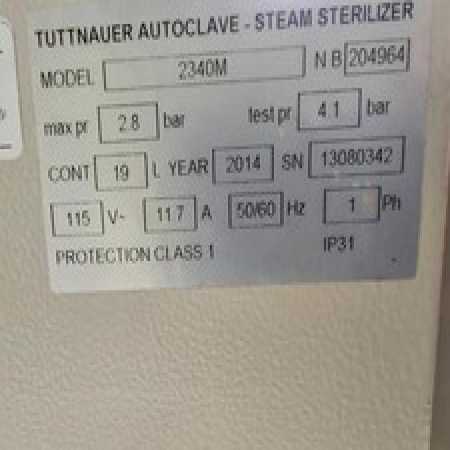 TUTTNAUER AUTOCLAVE - STEAM STERILIZER
MODEL 2340M N B 204964
max pr 2.8 bar test pr 4.1 bar
CONT 19 L YEAR 2014 SN 13080342
115 V~ 11.7 A 50/60 Hz 1 Ph
PROTECTION CLASS 1 IP31